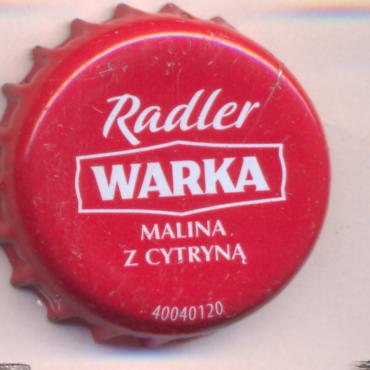 Radler
WARKA
MALINA
Z CYTRYNĄ
40040120